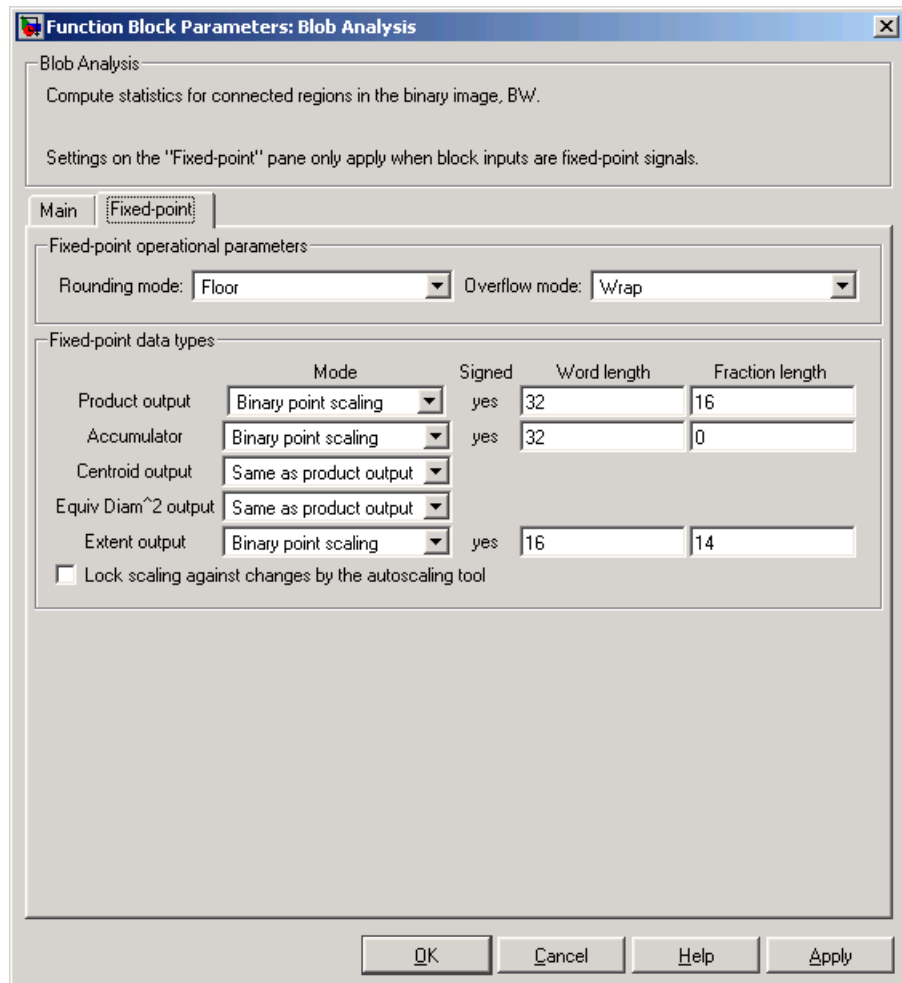 Function Block Parameters: Blob Analysis
Blob Analysis
Compute statistics for connected regions in the binary image, BW.
Settings on the "Fixed-point" pane only apply when block inputs are fixed-point signals.
Main Fixed-point
Fixed-point operational parameters
Rounding mode: Floor Overflow mode: Wrap
Fixed-point data types
Mode Signed Word length Fraction length
Product output Binary point scaling yes 32 16
Accumulator Binary point scaling yes 32 0
Centroid output Same as product output
Equiv Diam^2 output Same as product output
Extent output Binary point scaling yes 16 14
Lock scaling against changes by the autoscaling tool
OK Cancel Help Apply